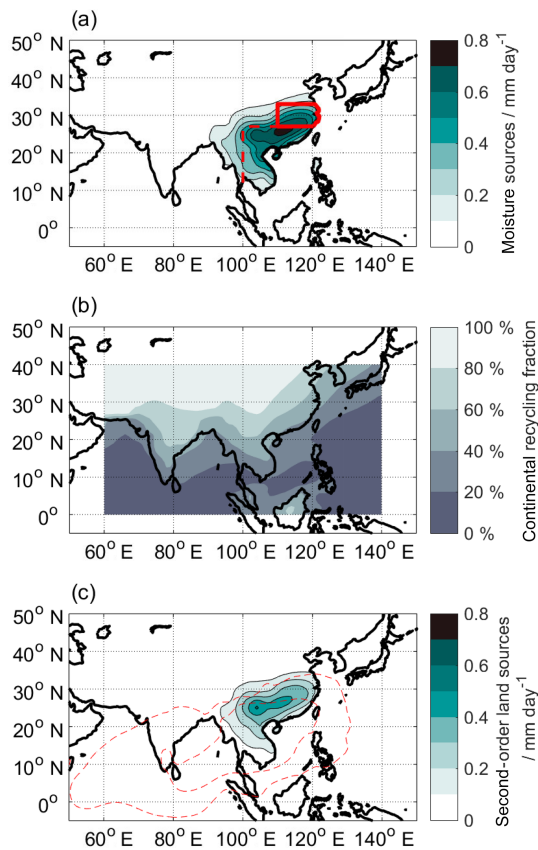 (a)
50° N
40° N
30° N
20° N
10° N
0°
60° E
80° E
100° E
120° E
140° E
0.8
0.6
0.4
0.2
0
Moisture sources / mm day-1
(b)
50° N
40° N
30° N
20° N
10° N
0°
60° E
80° E
100° E
120° E
140° E
100 %
80 %
60 %
40 %
20 %
0 %
Continental recycling fraction
(c)
50° N
40° N
30° N
20° N
10° N
0°
60° E
80° E
100° E
120° E
140° E
0.8
0.6
0.4
0.2
0
Second-order land sources
/ mm day-1